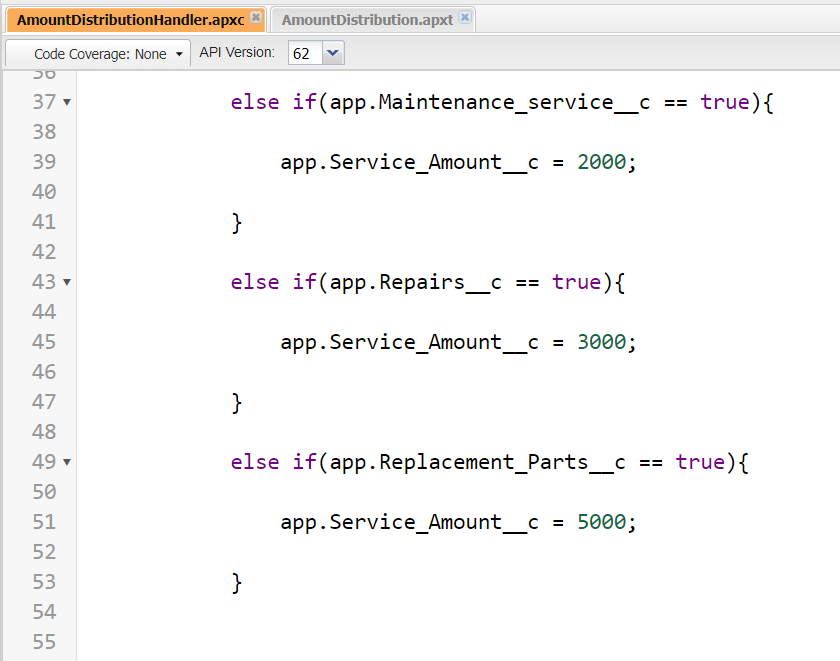 AmountDistributionHandler.apxc AmountDistribution.apxt
Code Coverage: None API Version: 62
36
37 else if(app.Maintenance_service__c == true){
38
39 app.Service_Amount__c = 2000;
40
41 }
42
43 else if(app.Repairs__c == true){
44
45 app.Service_Amount__c = 3000;
46
47 }
48
49 else if(app.Replacement_Parts__c == true){
50
51 app.Service_Amount__c = 5000;
52
53 }
54
55